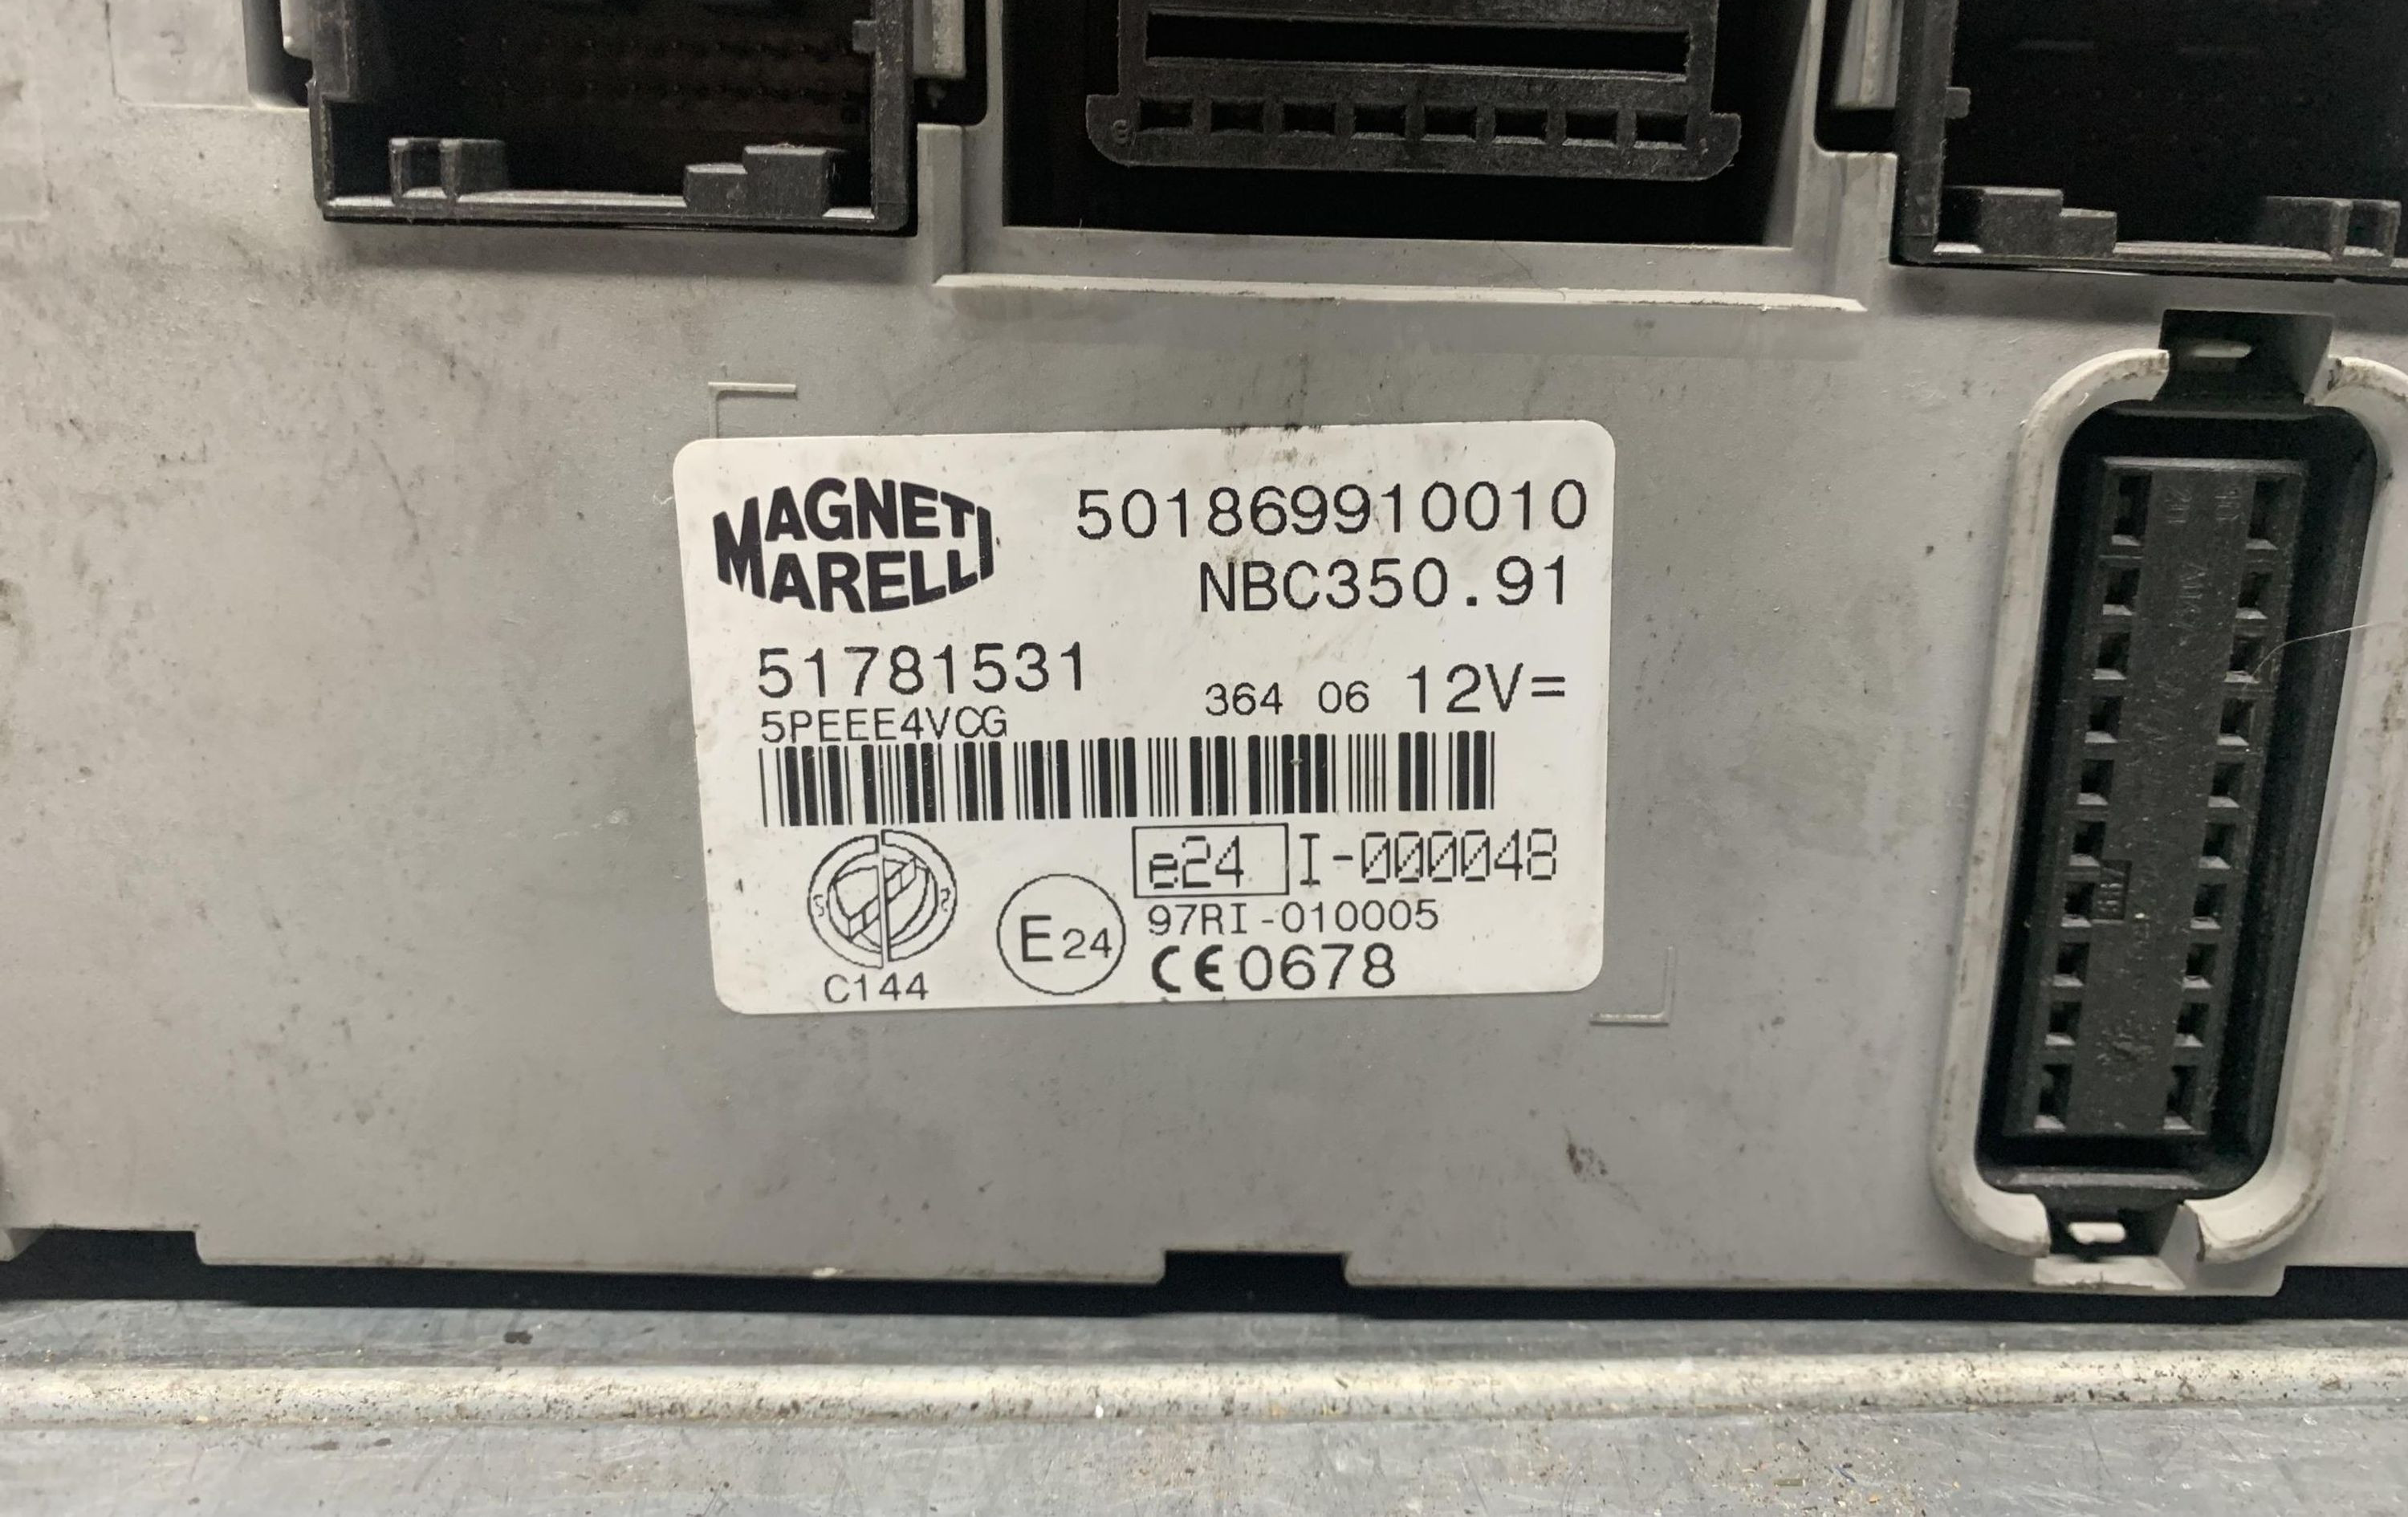 MAGNETI
MARELLI
501869910010
NBC350.91
51781531
364 06 12V=
5PEEE4VCG
e24 I-000048
97RI-010005
E24
CE0678
C144